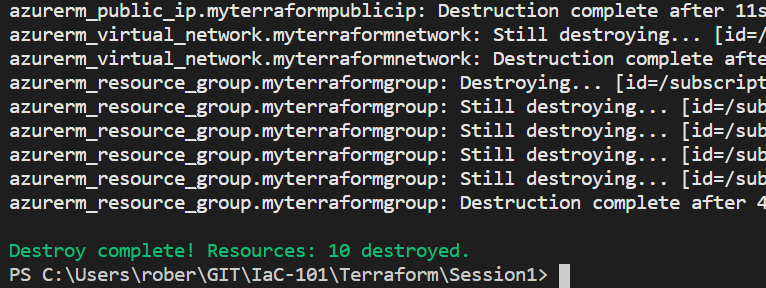 azurerm_public_ip.myterraformpublicip: Destruction complete after 11s
azurerm_virtual_network.myterraformnetwork: Still destroying... [id=/
azurerm_virtual_network.myterraformnetwork: Destruction complete afte
azurerm_resource_group.myterraformgroup: Destroying... [id=/subscript
azurerm_resource_group.myterraformgroup: Still destroying... [id=/sub
azurerm_resource_group.myterraformgroup: Still destroying... [id=/sub
azurerm_resource_group.myterraformgroup: Still destroying... [id=/sub
azurerm_resource_group.myterraformgroup: Still destroying... [id=/sub
azurerm_resource_group.myterraformgroup: Destruction complete after 4
Destroy complete! Resources: 10 destroyed.
PS C:\Users\rober\GIT\IaC-101\Terraform\Session1>